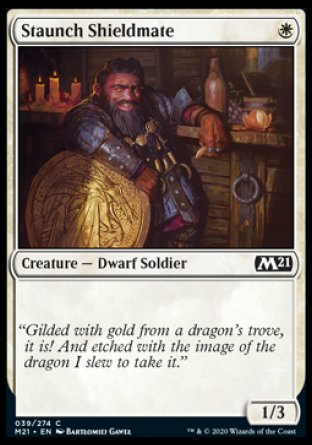 Staunch Shieldmate
Creature — Dwarf Soldier
M21
“Gilded with gold from a dragon’s trove,
it is! And etched with the image of the
dragon I slew to take it.”
1/3
039/274 C
M21 • EN Bartłomiej Gaweł
™ & © 2020 Wizards of the Coast